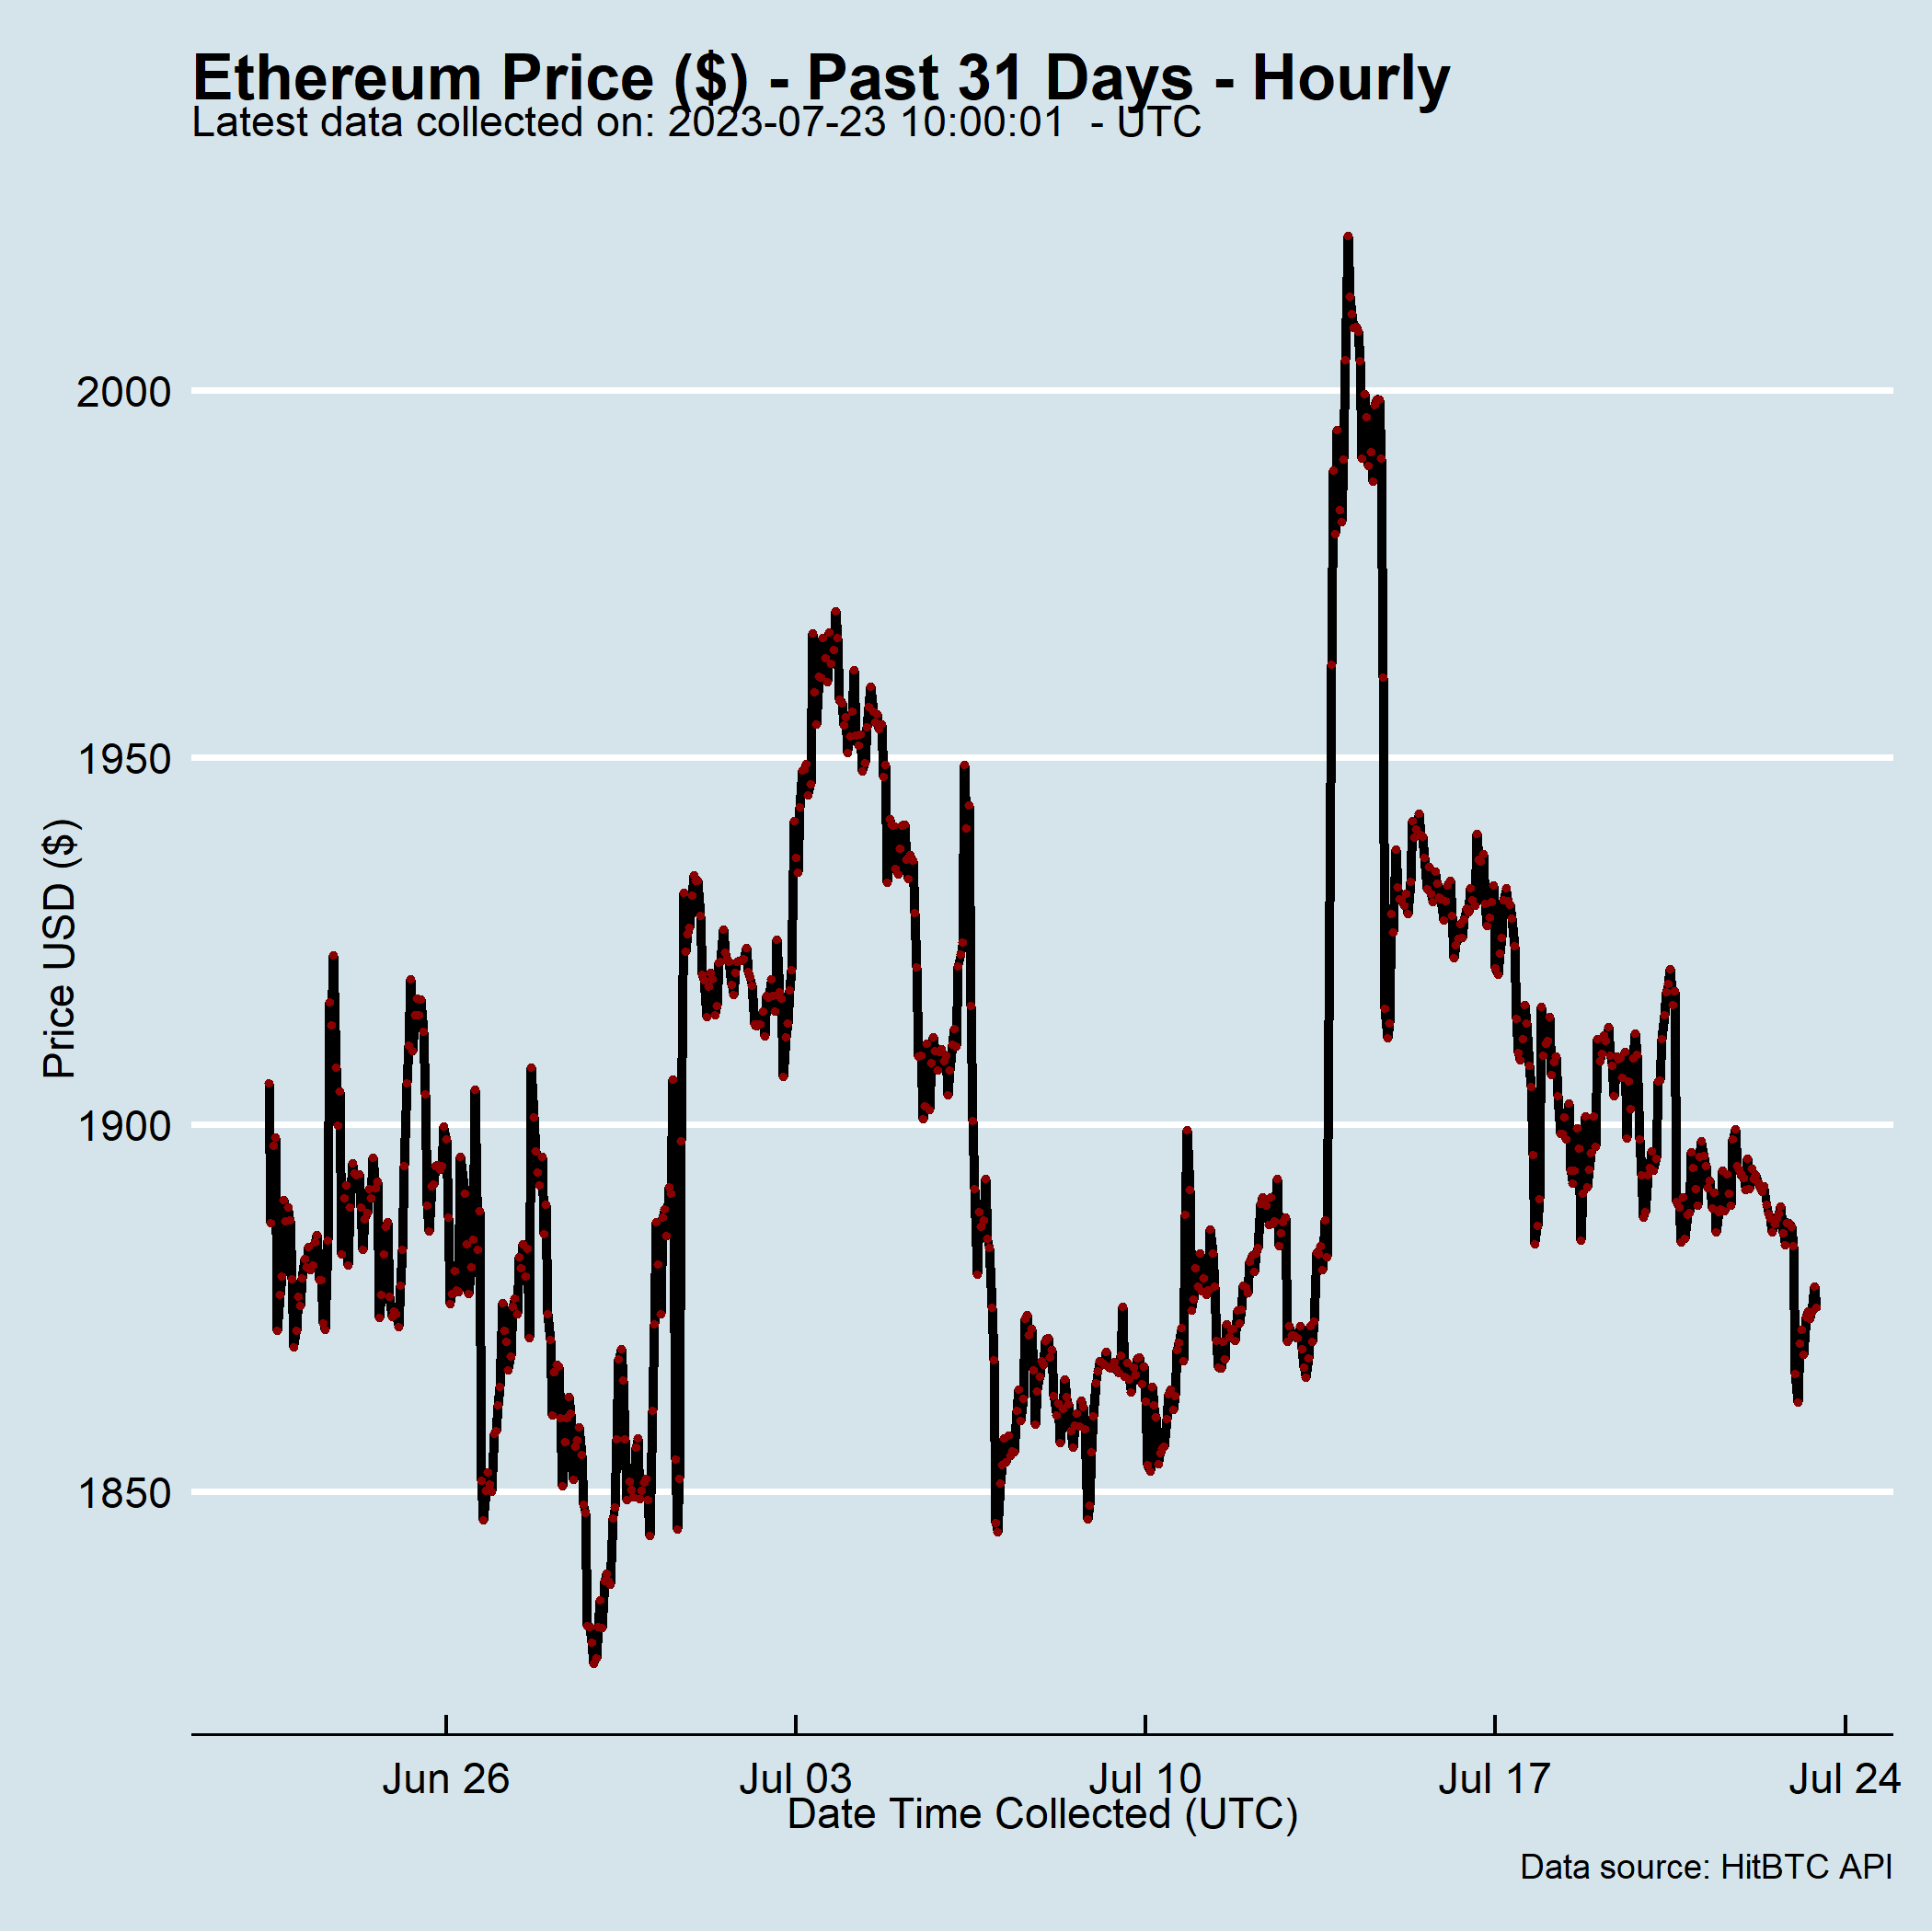 Ethereum Price ($) - Past 31 Days - Hourly
Latest data collected on: 2023-07-23 10:00:01  - UTC
Price USD ($)
2000
1950
1900
1850
Jun 26
Jul 03
Jul 10
Jul 17
Jul 24
Date Time Collected (UTC)
Data source: HitBTC API